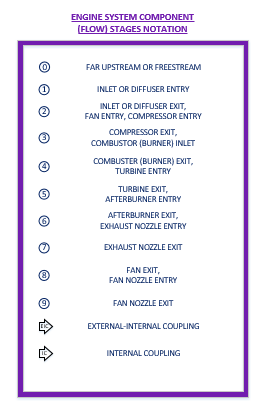 ENGINE SYSTEM COMPONENT
(FLOW) STAGES NOTATION
0 FAR UPSTREAM OR FREESTREAM
1 INLET OR DIFFUSER ENTRY
2 INLET OR DIFFUSER EXIT,
FAN ENTRY, COMPRESSOR ENTRY
3 COMPRESSOR EXIT,
COMBUSTOR (BURNER) INLET
4 COMBUSTER (BURNER) EXIT,
TURBINE ENTRY
5 TURBINE EXIT,
AFTERBURNER ENTRY
6 AFTERBURNER EXIT,
EXHAUST NOZZLE ENTRY
7 EXHAUST NOZZLE EXIT
8 FAN EXIT,
FAN NOZZLE ENTRY
9 FAN NOZZLE EXIT
EIC EXTERNAL-INTERNAL COUPLING
IC INTERNAL COUPLING